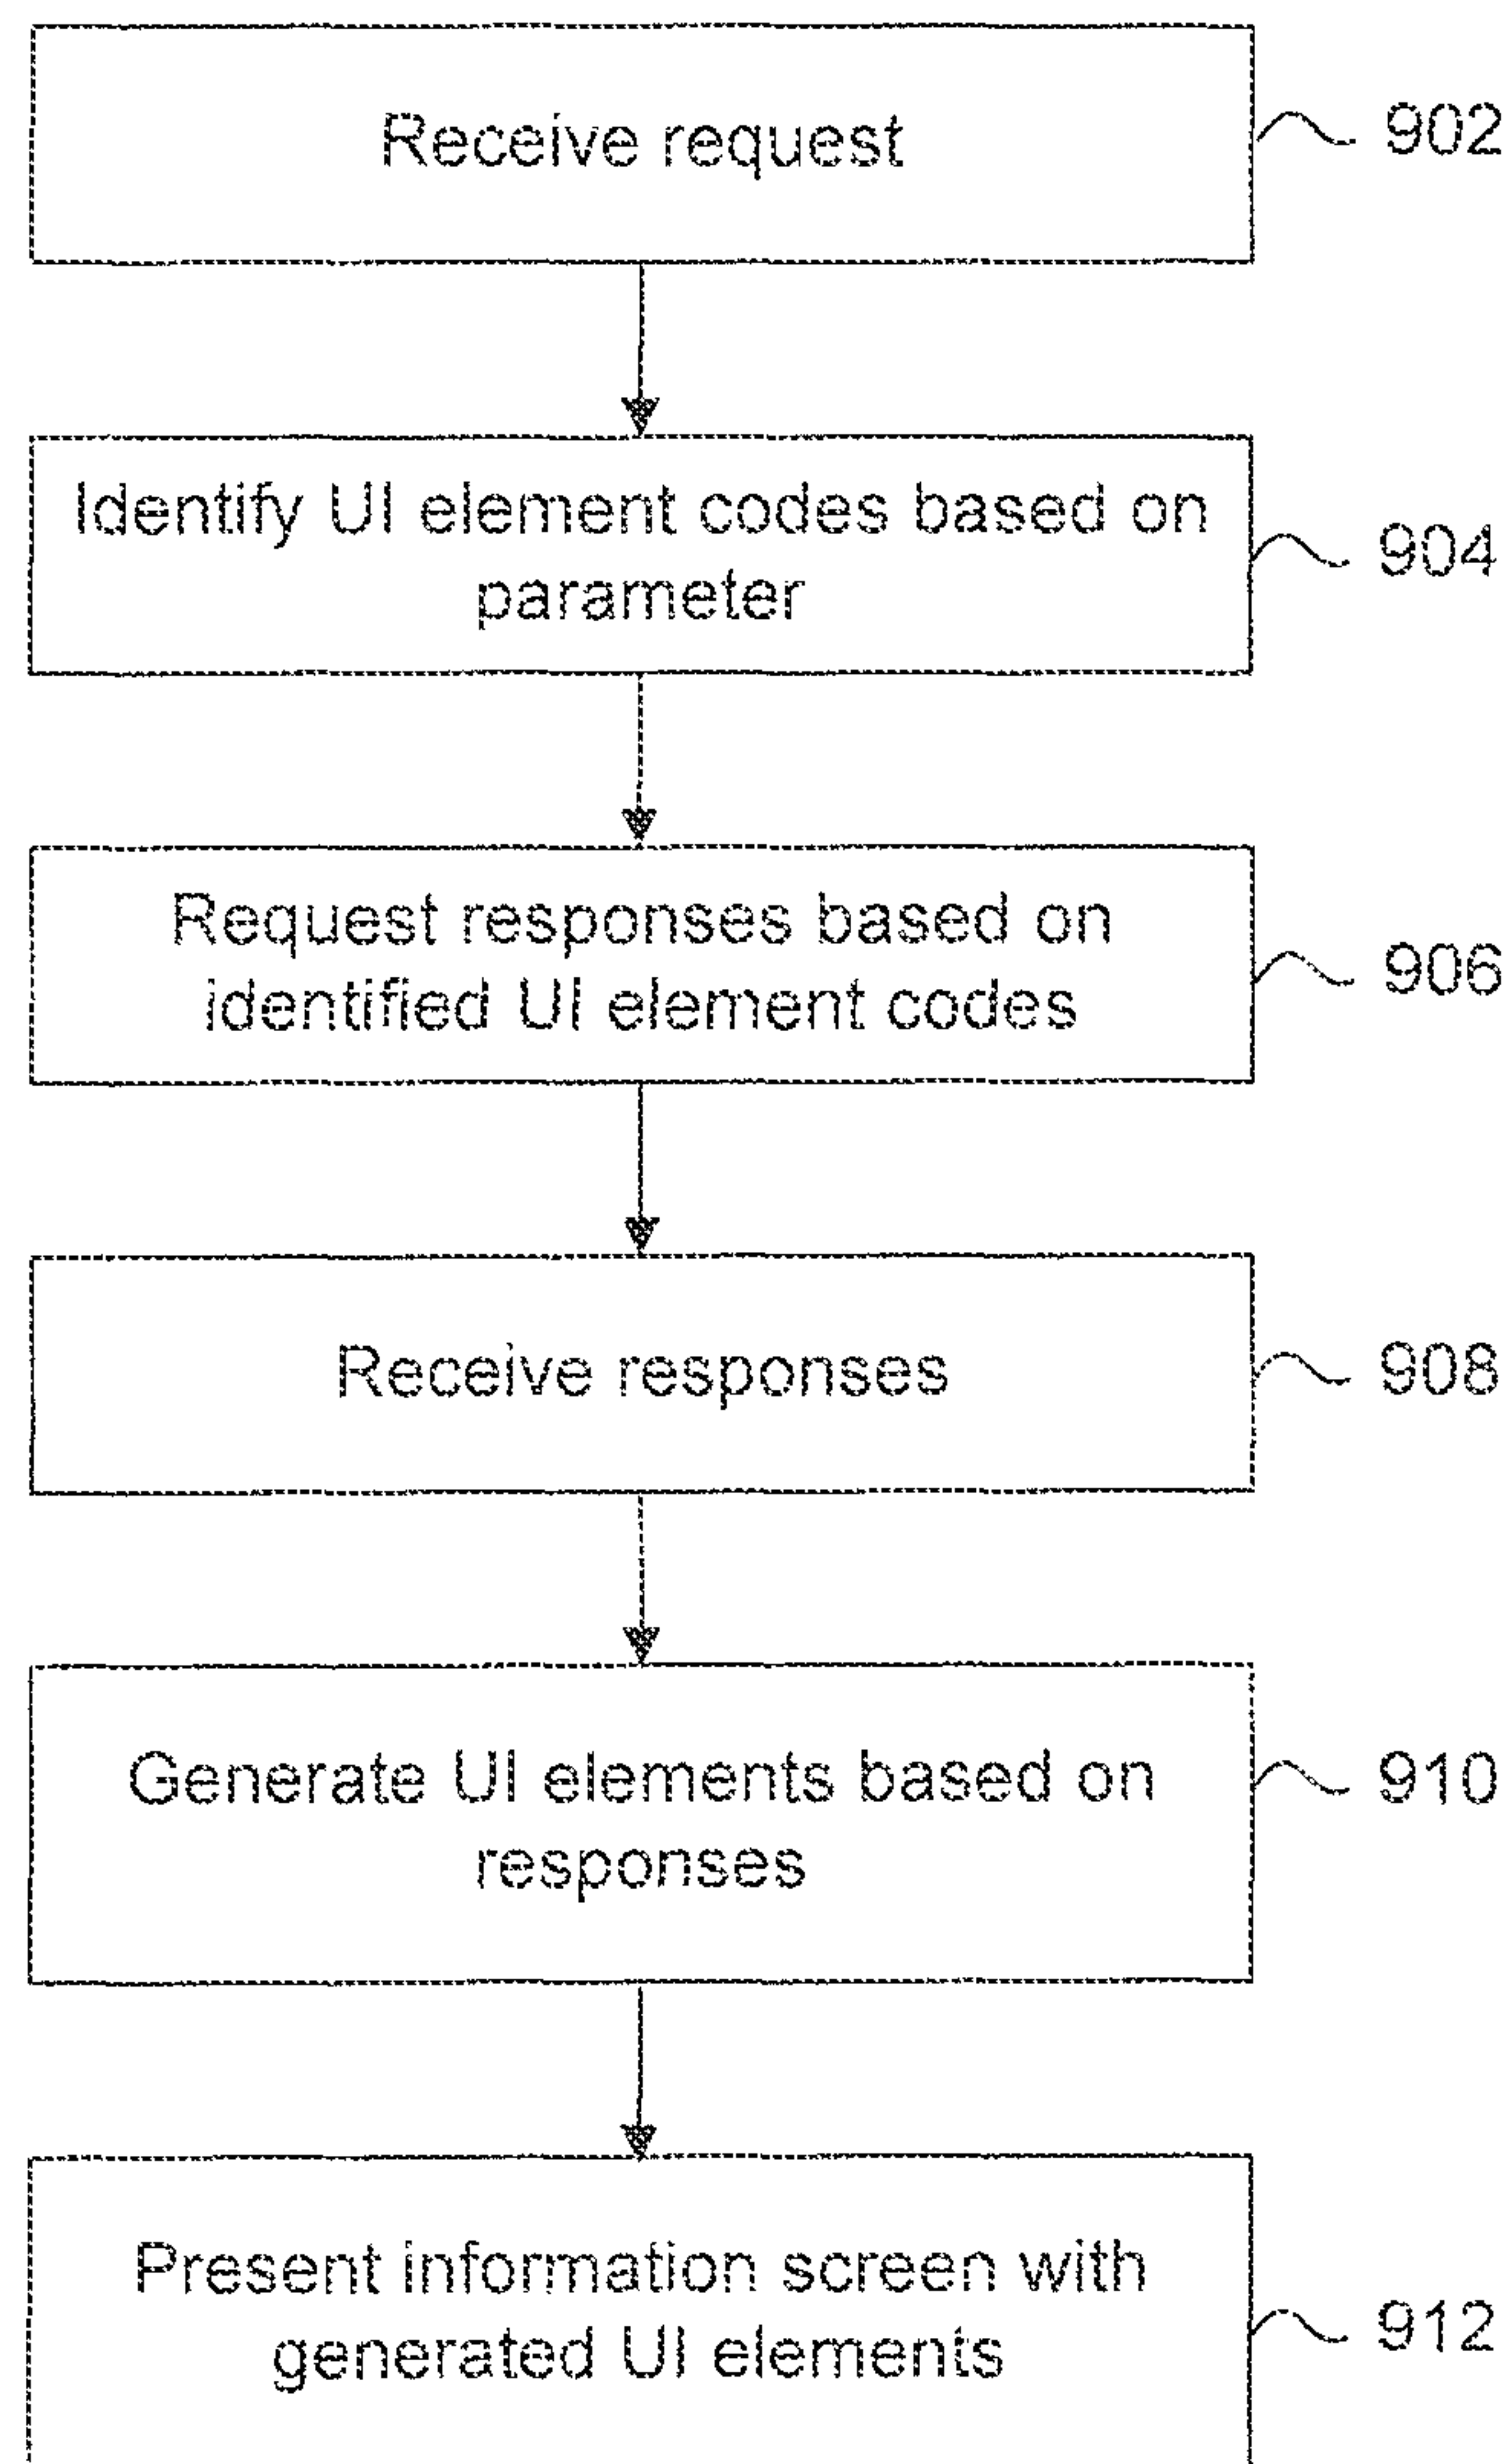 Receive request
902
Identify UI element codes based on
parameter
904
Request responses based on
identified UI element codes
906
Receive responses
908
Generate UI elements based on
responses
910
Present information screen with
generated UI elements
912